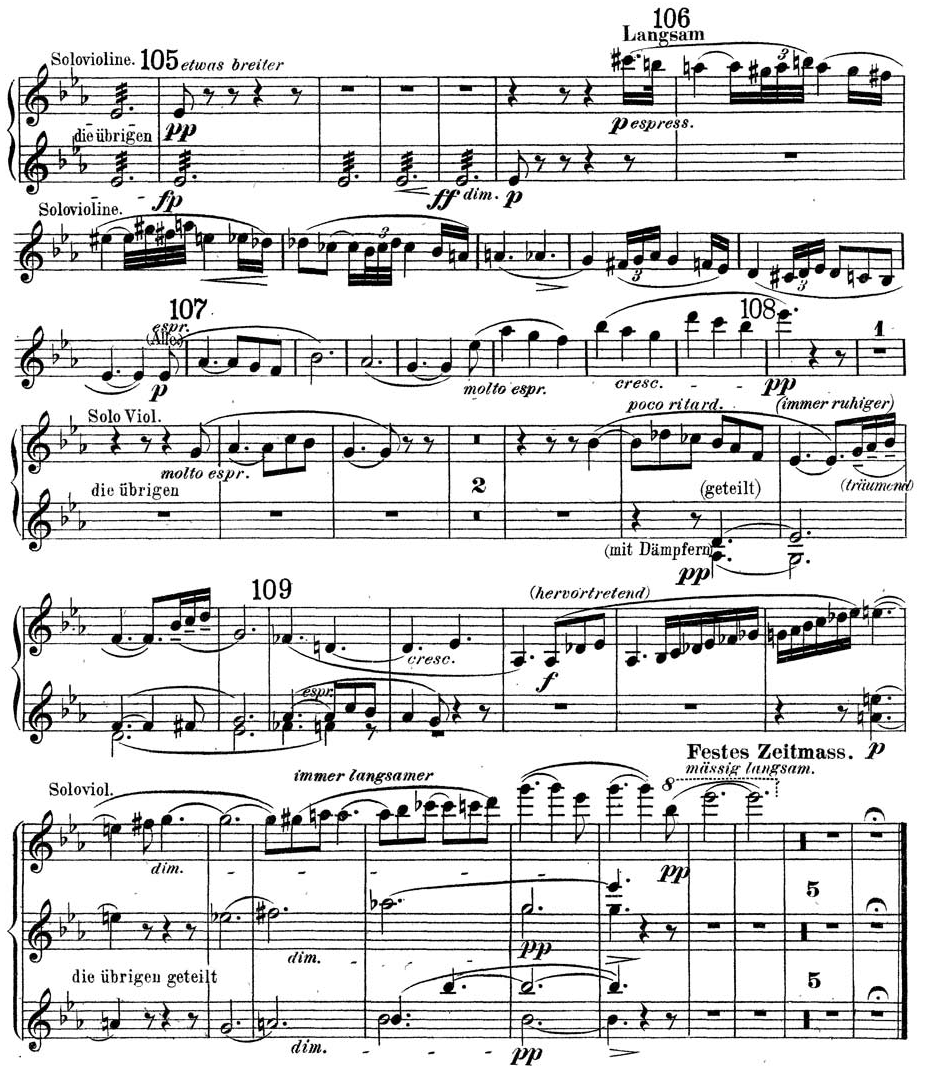 106
Langsam
Solovioline. 105 etwas breiter
pp
p espress.
die übrigen
fp
ff dim. p
Solovioline.
3
3
3
3
107
espr.
(Alles)
108
1
p
molto espr.
cresc.
pp
Solo Viol.
poco ritard.
(immer ruhiger)
molto espr.
die übrigen
2
(geteilt)
(träumend)
(mit Dämpfern)
pp
109
(hervortretend)
cresc.
f
espr.
p
Festes Zeitmass.
mässig langsam.
Soloviol.
immer langsamer
8
dim.
pp
5
dim.
pp
die übrigen geteilt
5
dim.
pp